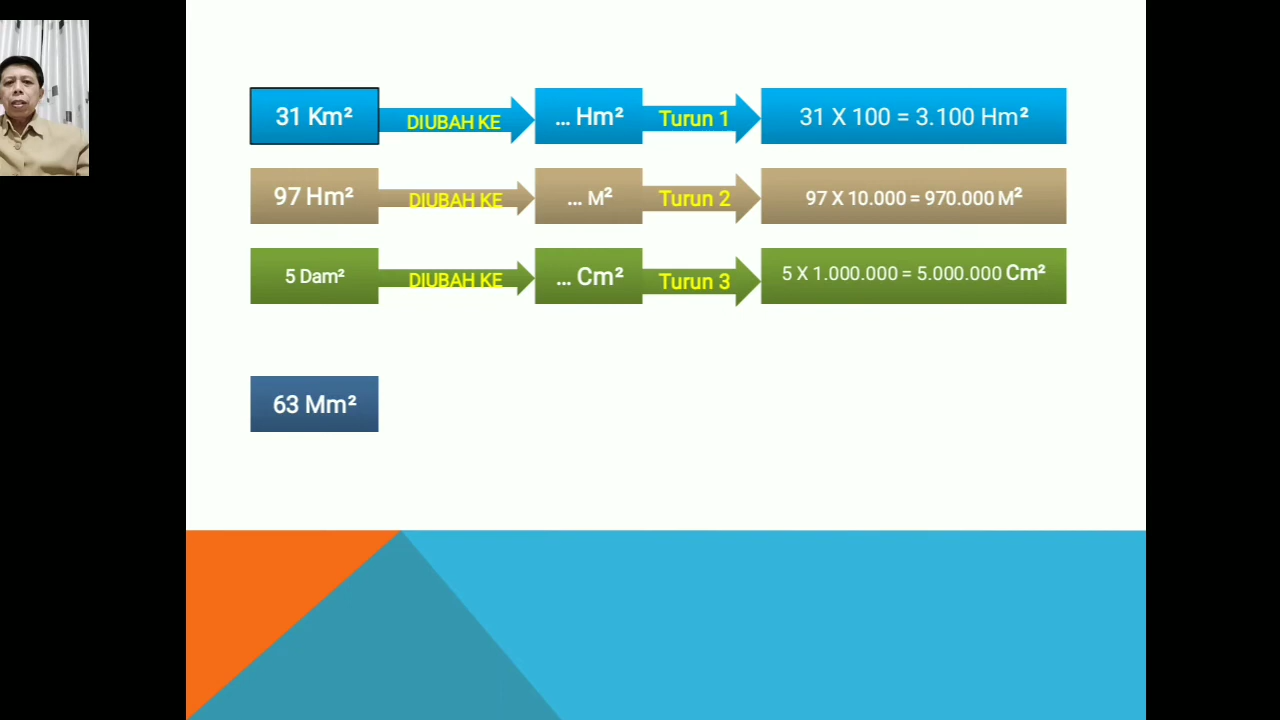 31 Km² DIUBAH KE ... Hm² Turun 1 31 X 100 = 3.100 Hm²
97 Hm² DIUBAH KE ... M² Turun 2 97 X 10.000 = 970.000 M²
5 Dam² DIUBAH KE ... Cm² Turun 3 5 X 1.000.000 = 5.000.000 Cm²
63 Mm²